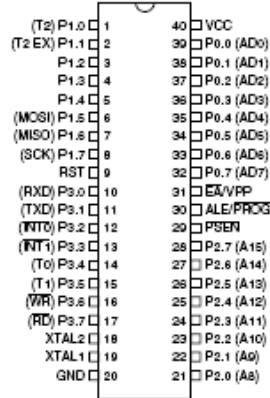 (T2) P1.0 1 40 VCC
(T2 EX) P1.1 2 39 P0.0 (AD0)
P1.2 3 38 P0.1 (AD1)
P1.3 4 37 P0.2 (AD2)
P1.4 5 36 P0.3 (AD3)
(MOSI) P1.5 6 35 P0.4 (AD4)
(MISO) P1.6 7 34 P0.5 (AD5)
(SCK) P1.7 8 33 P0.6 (AD6)
RST 9 32 P0.7 (AD7)
(RXD) P3.0 10 31 E̅A̅/VPP
(TXD) P3.1 11 30 ALE/P̅R̅O̅G̅
(I̅N̅T̅0̅) P3.2 12 29 P̅S̅E̅N̅
(I̅N̅T̅1̅) P3.3 13 28 P2.7 (A15)
(T0) P3.4 14 27 P2.6 (A14)
(T1) P3.5 15 26 P2.5 (A13)
(W̅R̅) P3.6 16 25 P2.4 (A12)
(R̅D̅) P3.7 17 24 P2.3 (A11)
XTAL2 18 23 P2.2 (A10)
XTAL1 19 22 P2.1 (A9)
GND 20 21 P2.0 (A8)